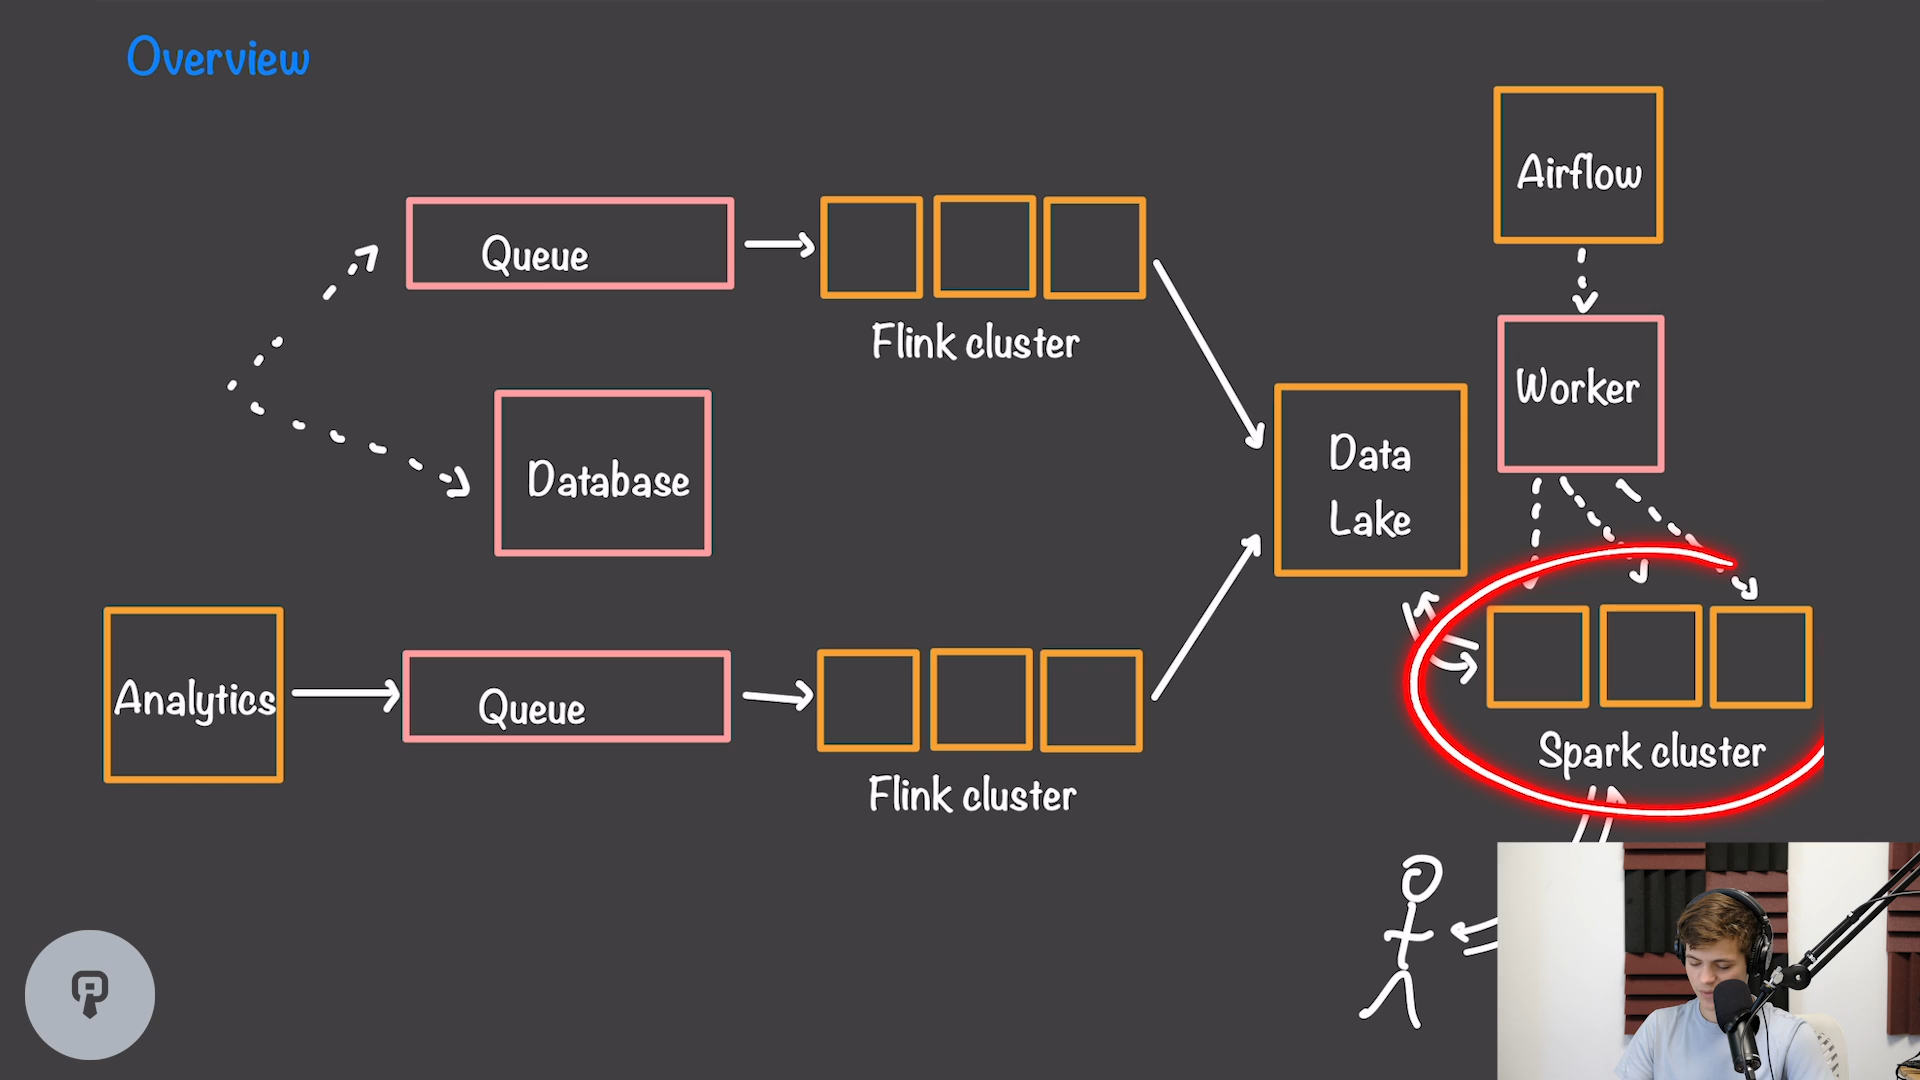 Overview
Airflow
Queue
Flink cluster
Worker
Database
Data
Lake
Analytics
Queue
Flink cluster
Spark cluster